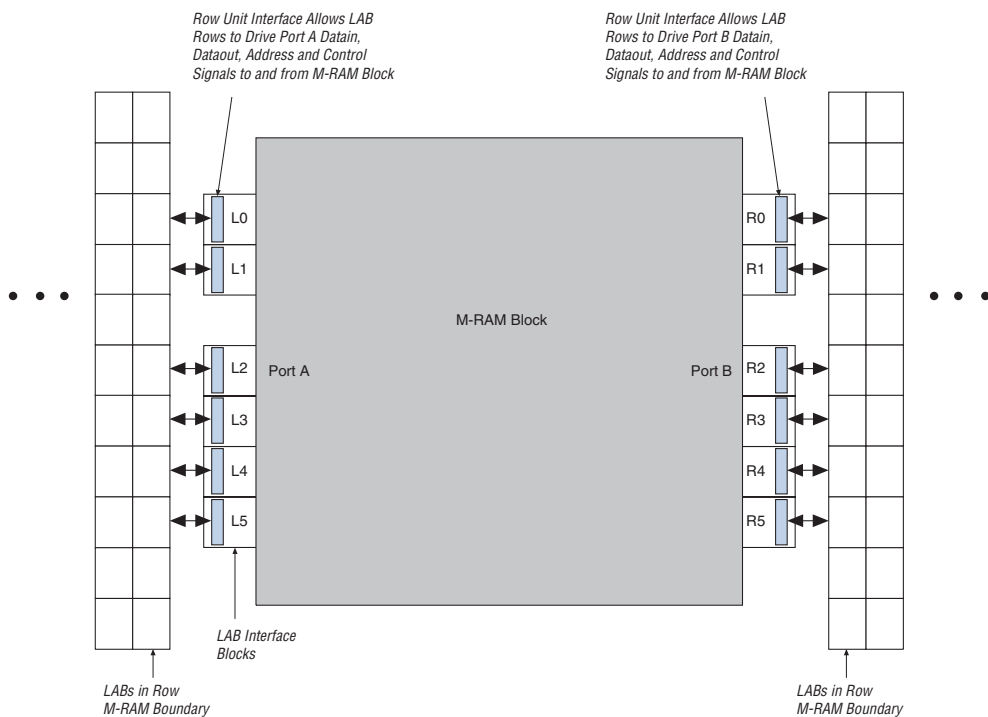 Row Unit Interface Allows LAB
Rows to Drive Port A Datain,
Dataout, Address and Control
Signals to and from M-RAM Block
Row Unit Interface Allows LAB
Rows to Drive Port B Datain,
Dataout, Address and Control
Signals to and from M-RAM Block
L0
R0
L1
R1
M-RAM Block
L2
Port A
Port B
R2
L3
R3
L4
R4
L5
R5
LAB Interface
Blocks
LABs in Row
M-RAM Boundary
LABs in Row
M-RAM Boundary